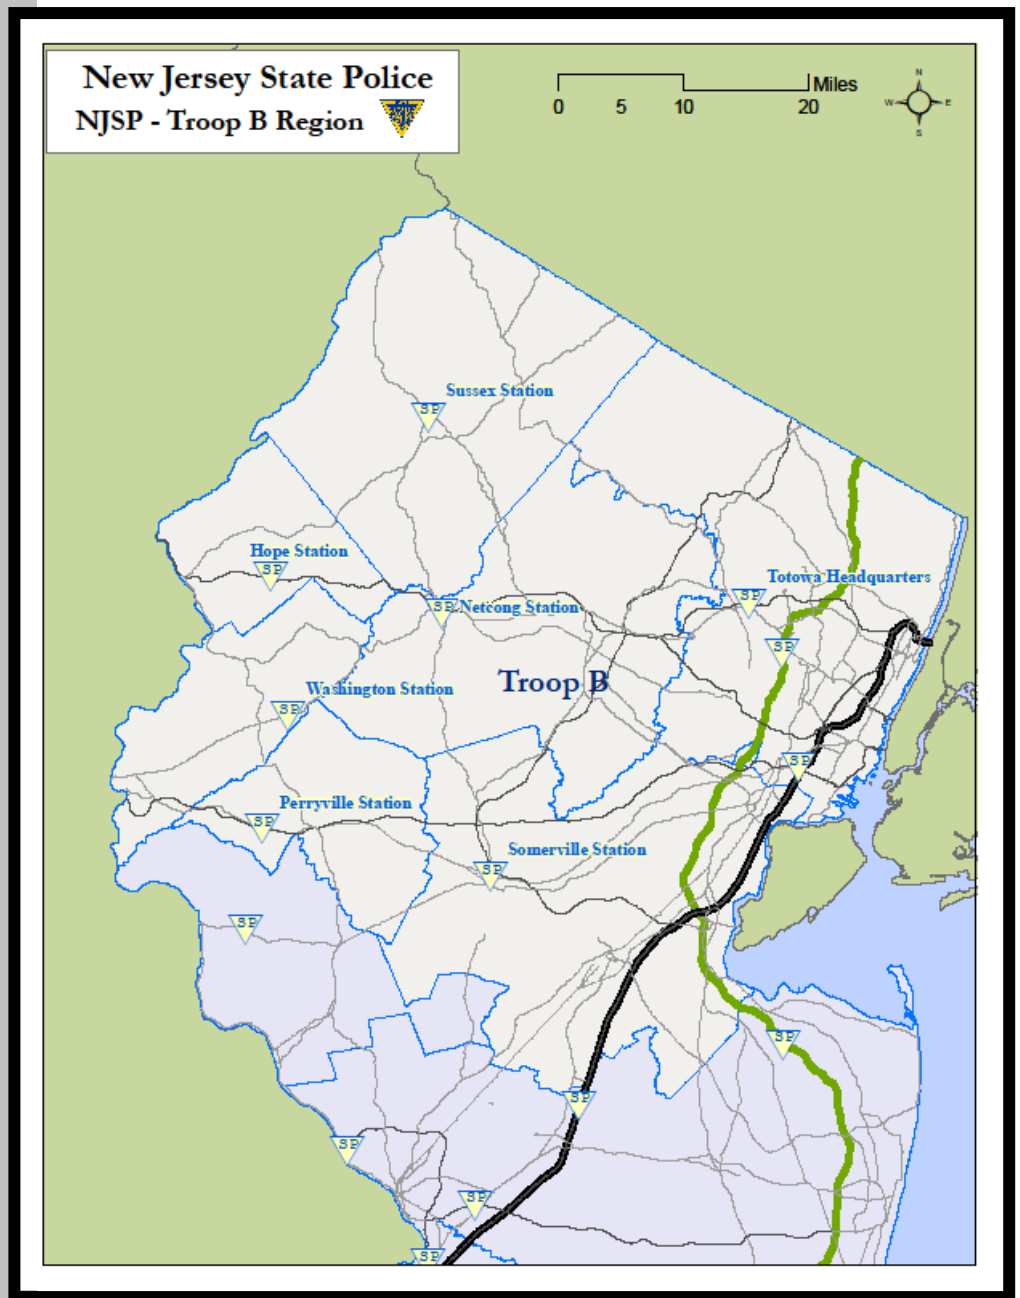 New Jersey State Police
NJSP - Troop B Region
Miles
0 5 10 20
N
W E
S
Sussex Station
SP
Hope Station
SP
Totowa Headquarters
SP
SP Netcong Station
SP
Troop B
Washington Station
SP
SP
Perryville Station
SP
Somerville Station
SP
SP
SP
SP
SP
SP
SP